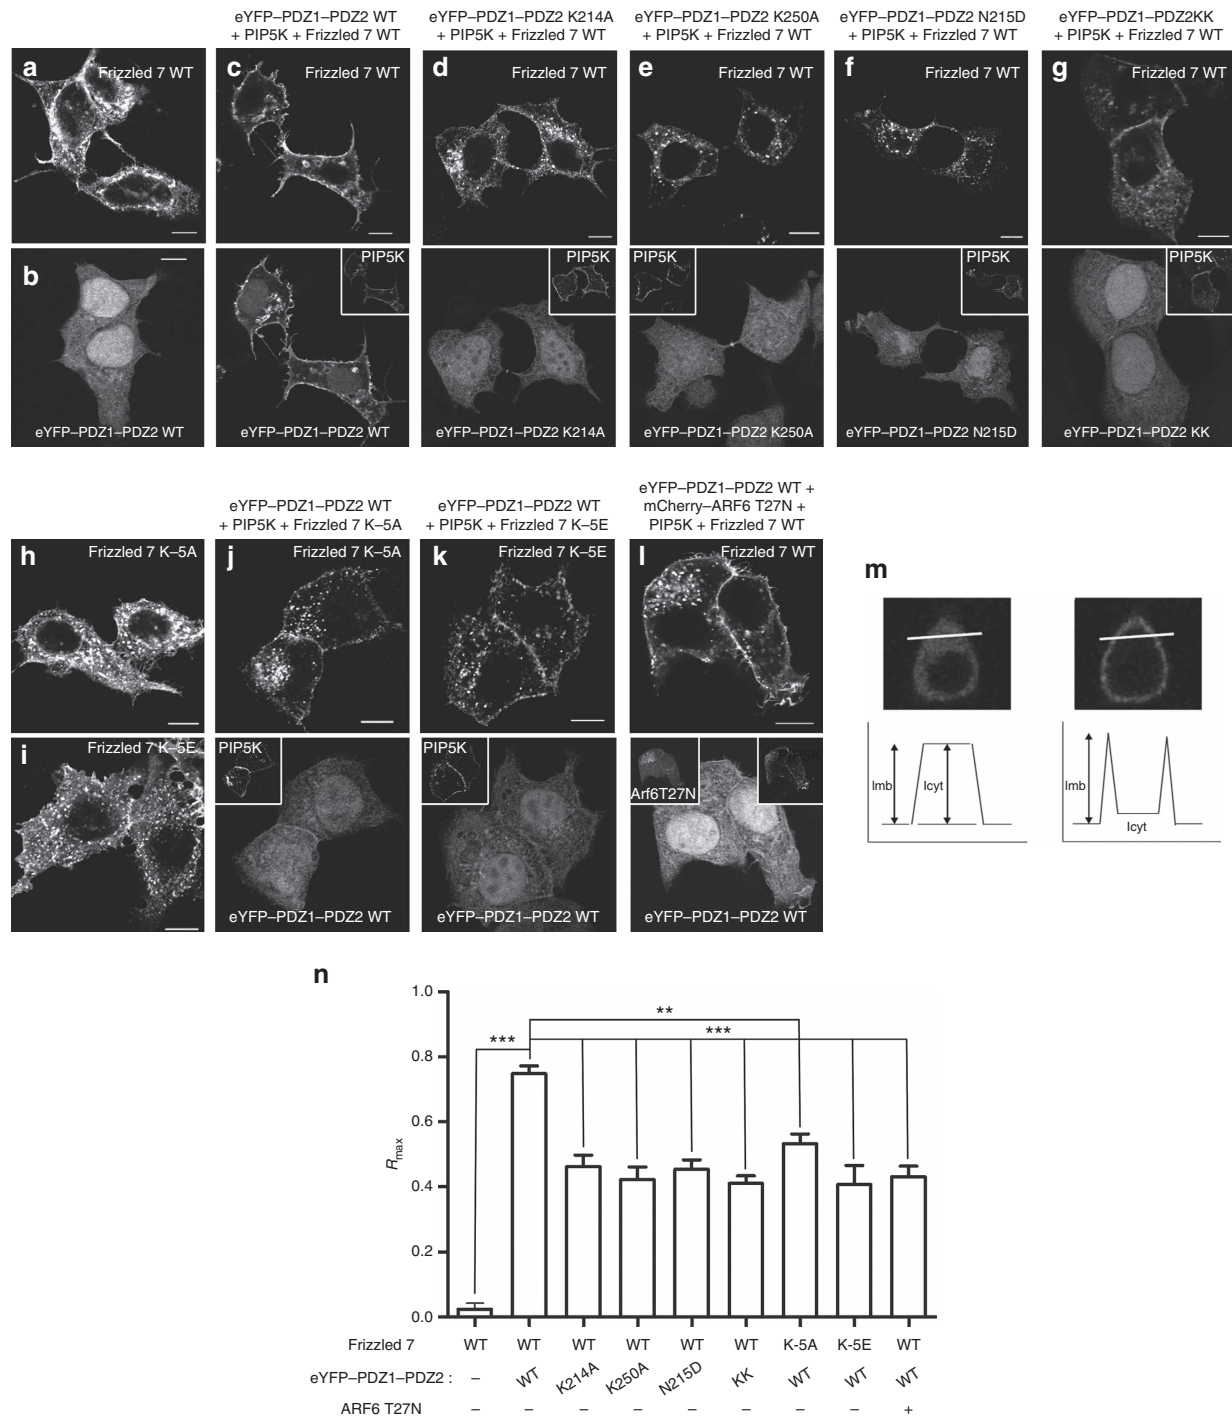 eYFP–PDZ1–PDZ2 WT
+ PIP5K + Frizzled 7 WT
eYFP–PDZ1–PDZ2 K214A
+ PIP5K + Frizzled 7 WT
eYFP–PDZ1–PDZ2 K250A
+ PIP5K + Frizzled 7 WT
eYFP–PDZ1–PDZ2 N215D
+ PIP5K + Frizzled 7 WT
eYFP–PDZ1–PDZ2KK
+ PIP5K + Frizzled 7 WT
a Frizzled 7 WT
c Frizzled 7 WT
d Frizzled 7 WT
e Frizzled 7 WT
f Frizzled 7 WT
g Frizzled 7 WT
b
PIP5K
PIP5K
PIP5K
PIP5K
PIP5K
eYFP–PDZ1–PDZ2 WT
eYFP–PDZ1–PDZ2 WT
eYFP–PDZ1–PDZ2 K214A
eYFP–PDZ1–PDZ2 K250A
eYFP–PDZ1–PDZ2 N215D
eYFP–PDZ1–PDZ2 KK
eYFP–PDZ1–PDZ2 WT
+ PIP5K + Frizzled 7 K–5A
eYFP–PDZ1–PDZ2 WT
+ PIP5K + Frizzled 7 K–5E
eYFP–PDZ1–PDZ2 WT +
mCherry–ARF6 T27N +
PIP5K + Frizzled 7 WT
h Frizzled 7 K–5A
j Frizzled 7 K–5A
k Frizzled 7 K–5E
l Frizzled 7 WT
i Frizzled 7 K–5E
PIP5K
PIP5K
Arf6T27N
PIP5K
eYFP–PDZ1–PDZ2 WT
eYFP–PDZ1–PDZ2 WT
eYFP–PDZ1–PDZ2 WT
m
Imb
Icyt
Imb
Icyt
n
1.0
0.8
0.6
0.4
0.2
0.0
Rmax
***
**
***
Frizzled 7 WT WT WT WT WT WT K-5A K-5E WT
eYFP–PDZ1–PDZ2 : – WT K214A K250A N215D KK WT WT WT
ARF6 T27N – – – – – – – – +